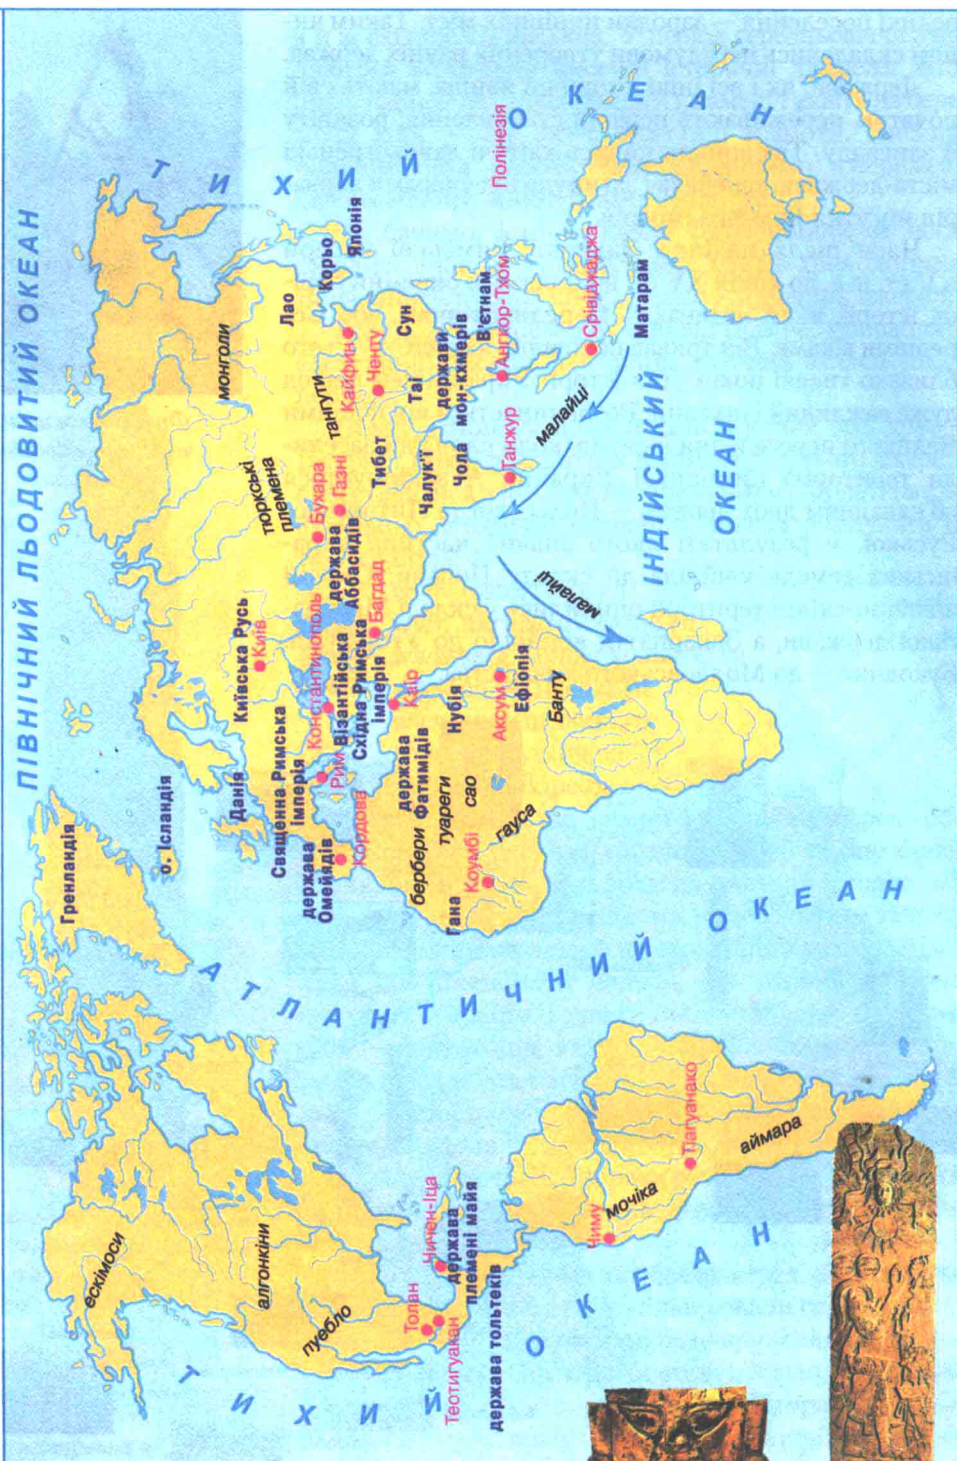 ПІВНІЧНИЙ ЛЬОДОВИТИЙ ОКЕАН
Гренландія
о. Ісландія
ескімоси
алгонкіни
пуебло
Толан
Теотигуакан
Чичен-Іца
держава
племені майя
держава тольтеків
ТИХИЙ
ОКЕАН
АТЛАНТИЧНИЙ ОКЕАН
Чиму
мочіка
аймара
Данія
Київська Русь
Київ
Священна Римська
імперія
держава
Омейядів
Кордова
Рим
Константинополь
Візантійська
Східна Римська
імперія
Каїр
держава
Фатимідів
бербери
туареги
сао
гауса
Гана
Коумбі
Нубія
Аксум
Ефіопія
Банту
Багдад
держава
Аббасидів
Бухара
Газні
тюркські
племена
монголи
тангути
Тибет
Чалук'ї
Чола
Танжур
Лао
Кайфин
Ченгу
Сун
Таї
держави
мон-кхмерів
В'єтнам
Ангкор-Тхом
Корьо
Японія
ТИХИЙ
ОКЕАН
Полінезія
Срівіджаджа
Матарам
малайці
малайці
ІНДІЙСЬКИЙ
ОКЕАН